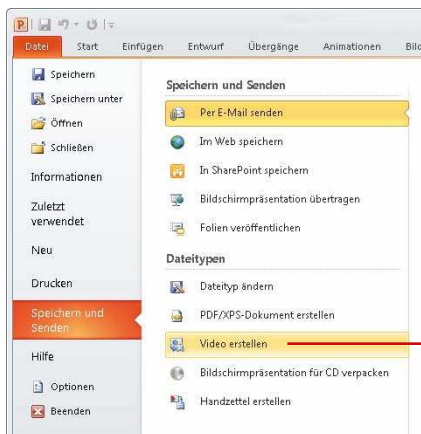 Datei Start Einfügen Entwurf Übergänge Animationen Bild
Speichern
Speichern unter
Öffnen
Schließen
Informationen
Zuletzt
verwendet
Neu
Drucken
Speichern und
Senden
Hilfe
Optionen
Beenden
Speichern und Senden
Per E-Mail senden
Im Web speichern
In SharePoint speichern
Bildschirmpräsentation übertragen
Folien veröffentlichen
Dateitypen
Dateityp ändern
PDF/XPS-Dokument erstellen
Video erstellen
Bildschirmpräsentation für CD verpacken
Handzettel erstellen